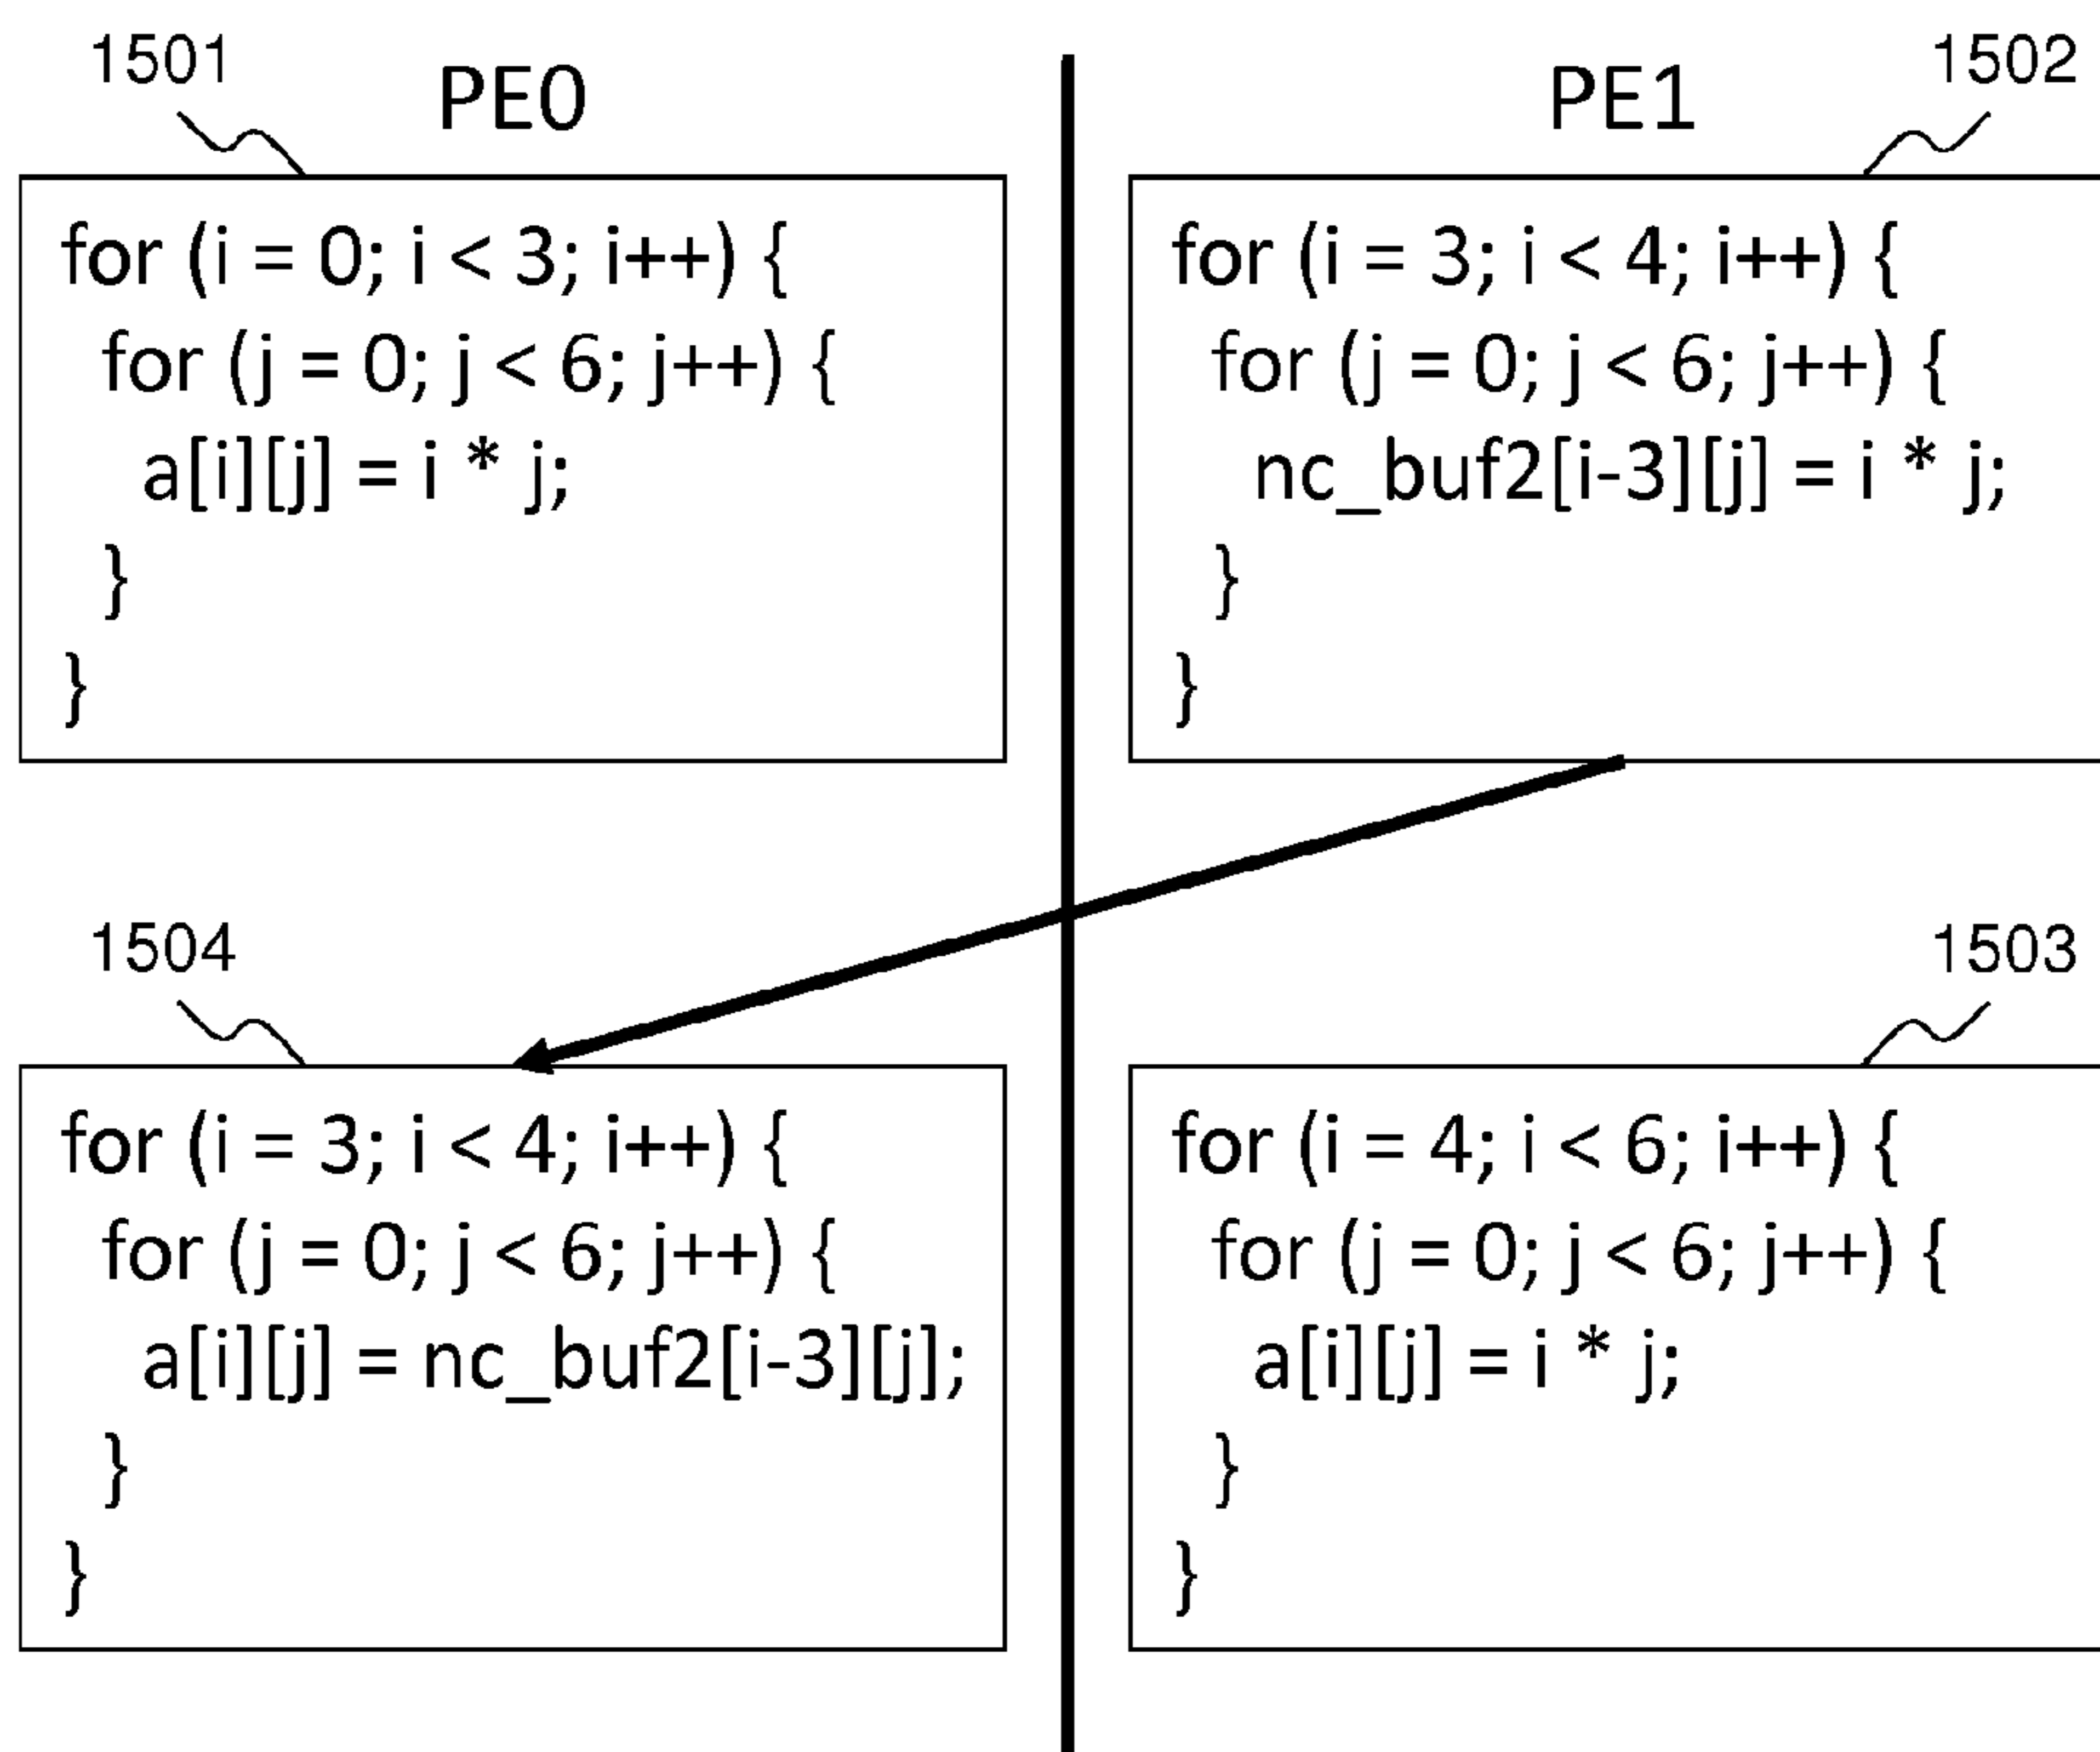 1501
PE0
for (i = 0; i < 3; i++) {
for (j = 0; j < 6; j++) {
a[i][j] = i * j;
}
}
1502
PE1
for (i = 3; i < 4; i++) {
for (j = 0; j < 6; j++) {
nc_buf2[i-3][j] = i * j;
}
}
1504
for (i = 3; i < 4; i++) {
for (j = 0; j < 6; j++) {
a[i][j] = nc_buf2[i-3][j];
}
}
1503
for (i = 4; i < 6; i++) {
for (j = 0; j < 6; j++) {
a[i][j] = i * j;
}
}